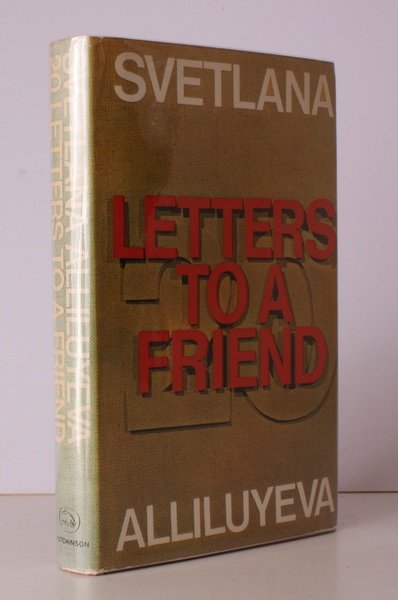 SVETLANA
20
LETTERS
TO A
FRIEND
ALLILUYEVA
SVETLANA ALLILUYEVA
20 LETTERS TO A FRIEND
HUTCHINSON